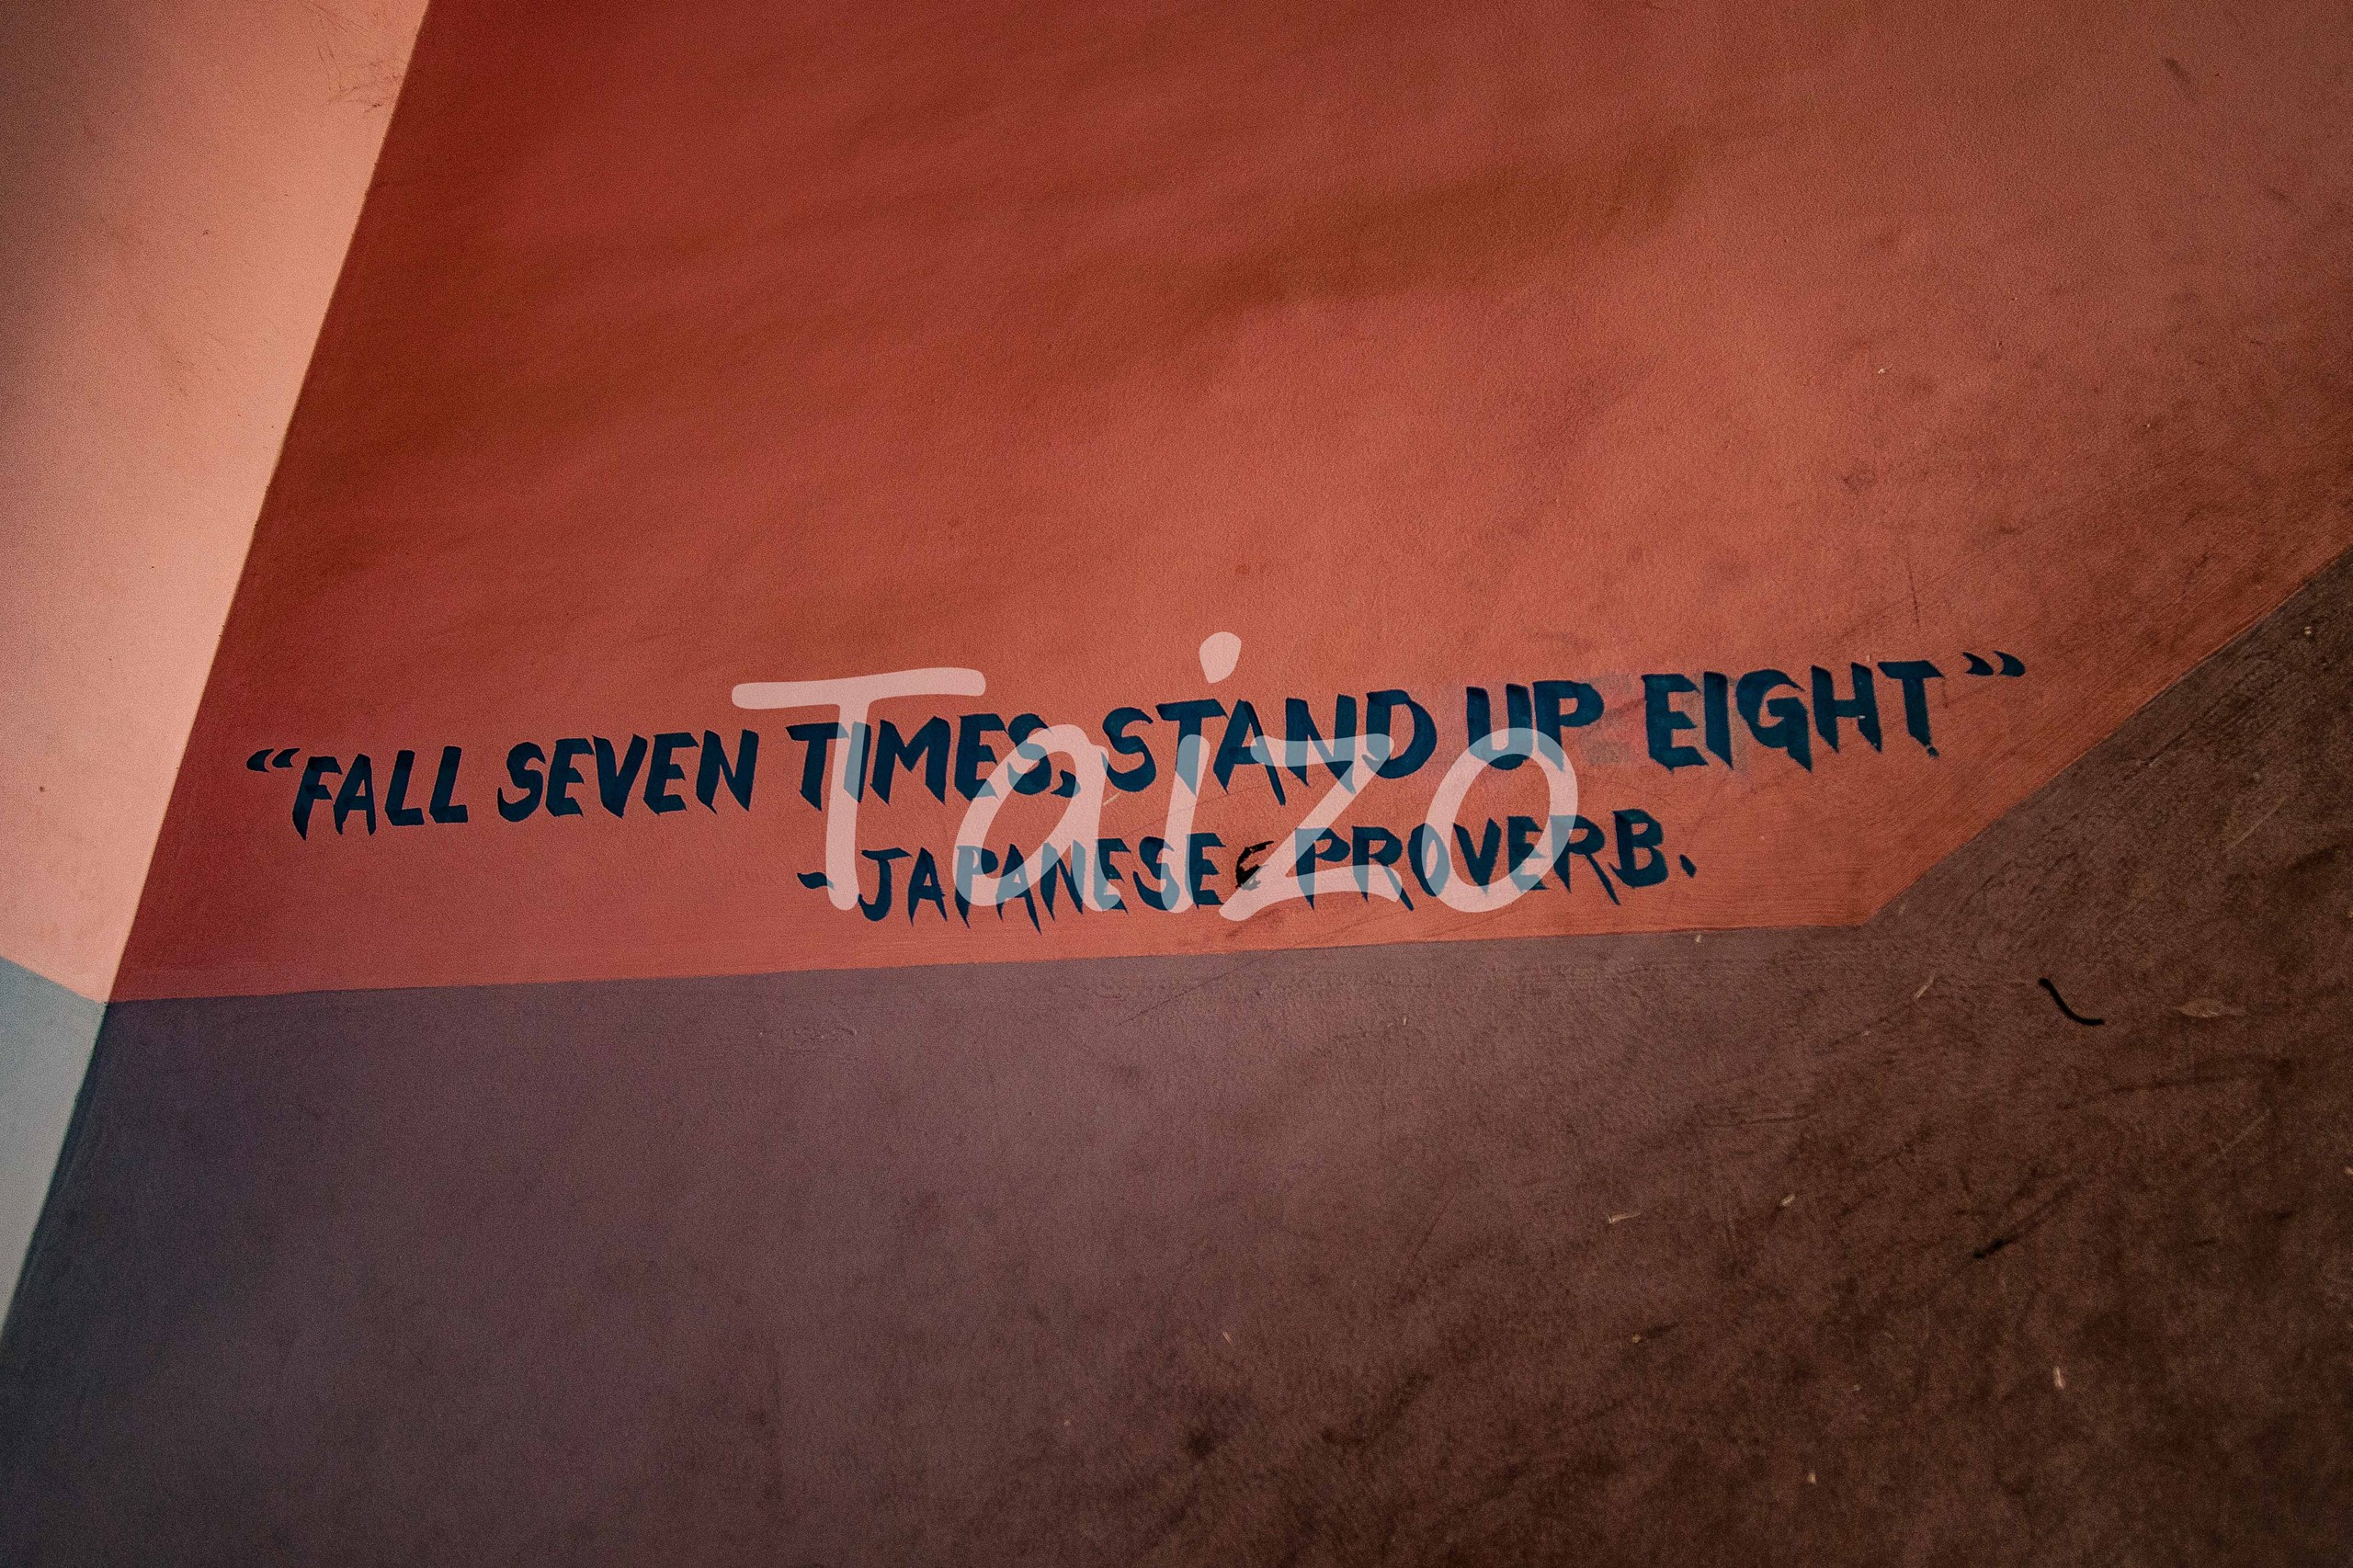 “FALL SEVEN TIMES, STAND UP EIGHT”
-JAPANESE PROVERB.
Taizo